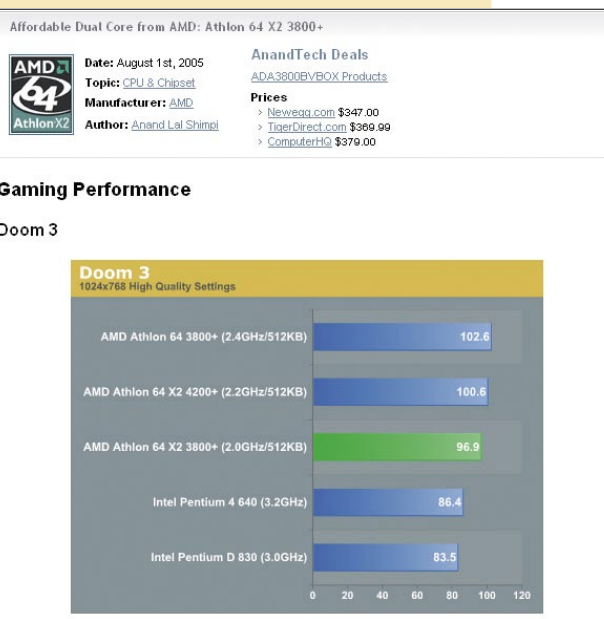 Affordable Dual Core from AMD: Athlon 64 X2 3800+
AMD
64
Athlon X2
Date: August 1st, 2005
Topic: CPU & Chipset
Manufacturer: AMD
Author: Anand Lal Shimpi
AnandTech Deals
ADA3800BVBOX Products
Prices
> Newegg.com $347.00
> TigerDirect.com $369.99
> ComputerHQ $379.00
Gaming Performance
Doom 3
Doom 3
1024x768 High Quality Settings
AMD Athlon 64 3800+ (2.4GHz/512KB) 102.6
AMD Athlon 64 X2 4200+ (2.2GHz/512KB) 100.6
AMD Athlon 64 X2 3800+ (2.0GHz/512KB) 96.9
Intel Pentium 4 640 (3.2GHz) 86.4
Intel Pentium D 830 (3.0GHz) 83.5
0 20 40 60 80 100 120